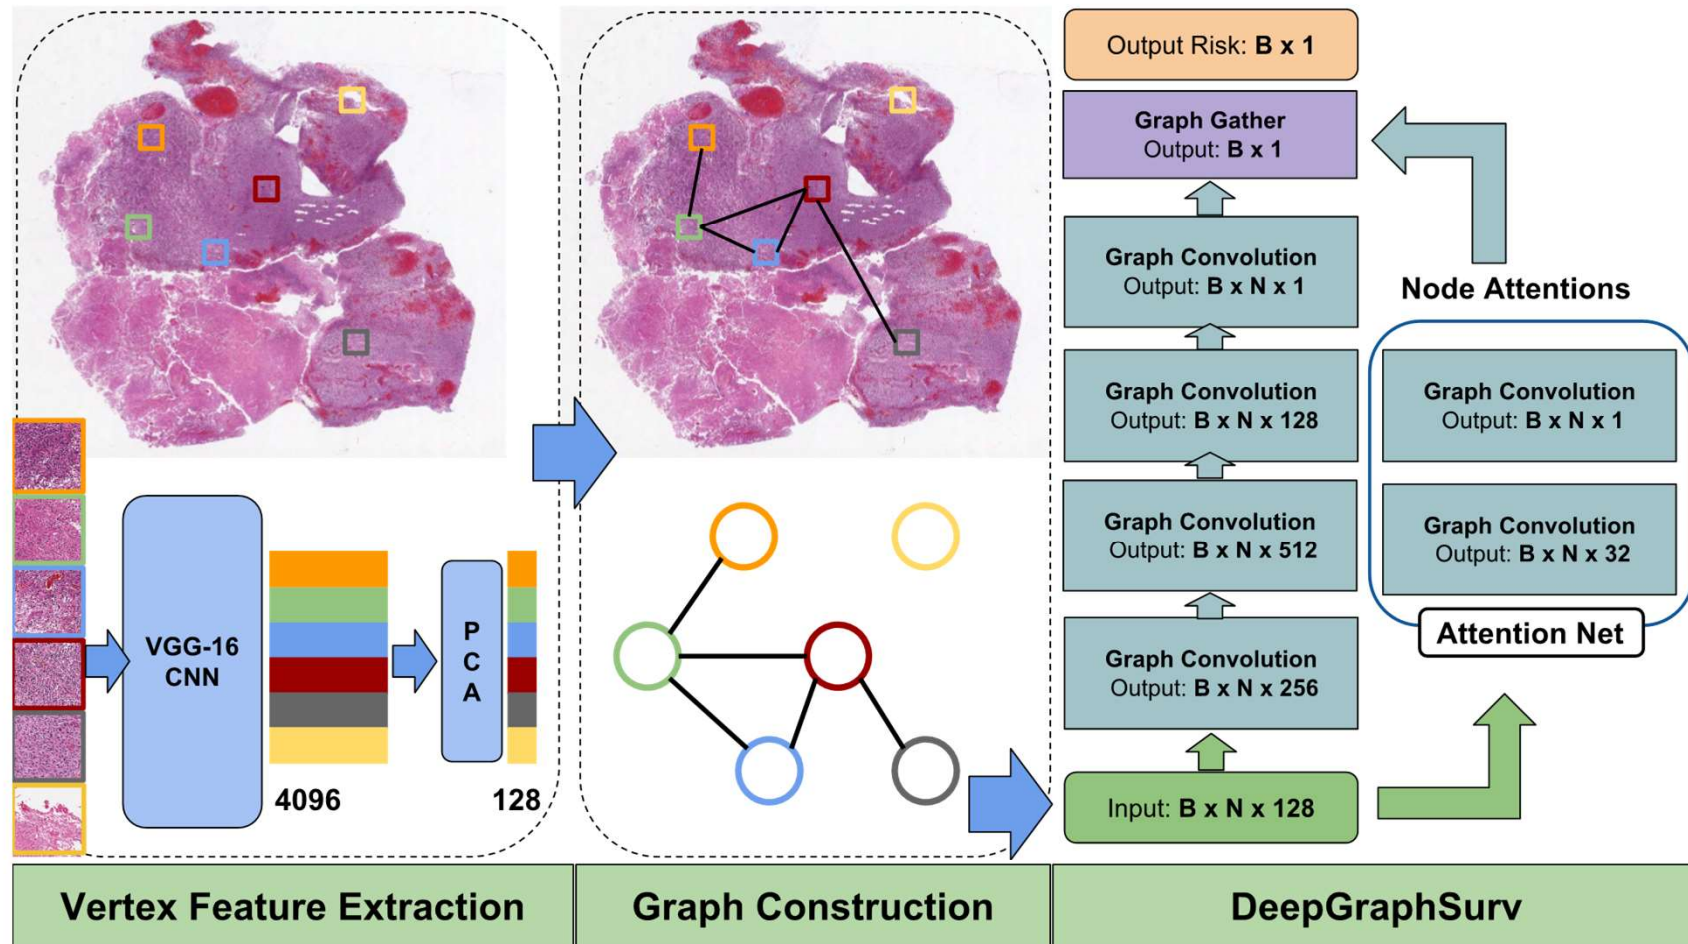 VGG-16
CNN
4096
P
C
A
128
Vertex Feature Extraction
Graph Construction
Output Risk: B x 1
Graph Gather
Output: B x 1
Graph Convolution
Output: B x N x 1
Graph Convolution
Output: B x N x 128
Graph Convolution
Output: B x N x 512
Graph Convolution
Output: B x N x 256
Input: B x N x 128
Node Attentions
Graph Convolution
Output: B x N x 1
Graph Convolution
Output: B x N x 32
Attention Net
DeepGraphSurv